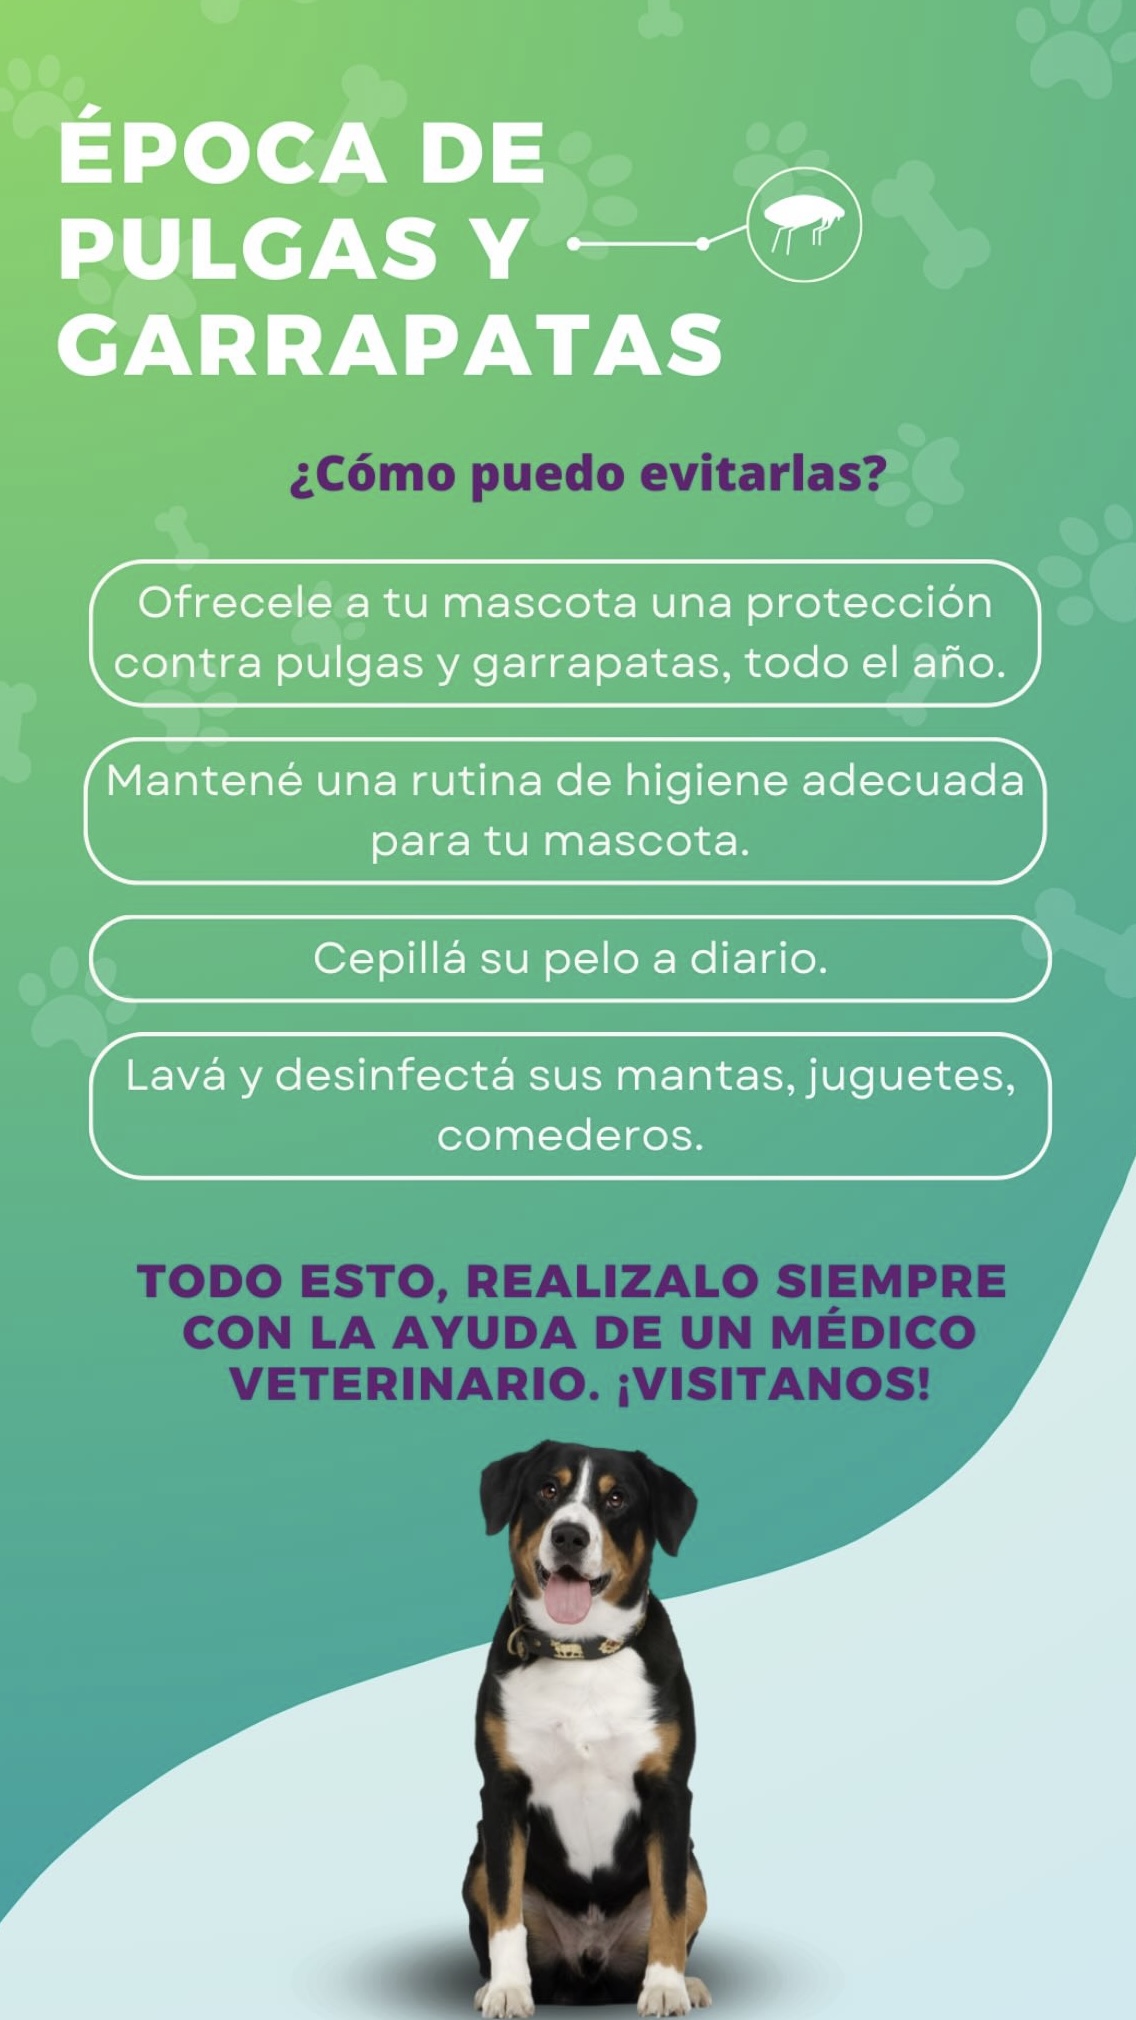 ÉPOCA DE
PULGAS Y
GARRAPATAS
¿Cómo puedo evitarlas?
Ofrecele a tu mascota una protección
contra pulgas y garrapatas, todo el año.
Mantené una rutina de higiene adecuada
para tu mascota.
Cepillá su pelo a diario.
Lavá y desinfectá sus mantas, juguetes,
comederos.
TODO ESTO, REALIZALO SIEMPRE
CON LA AYUDA DE UN MÉDICO
VETERINARIO. ¡VISITANOS!